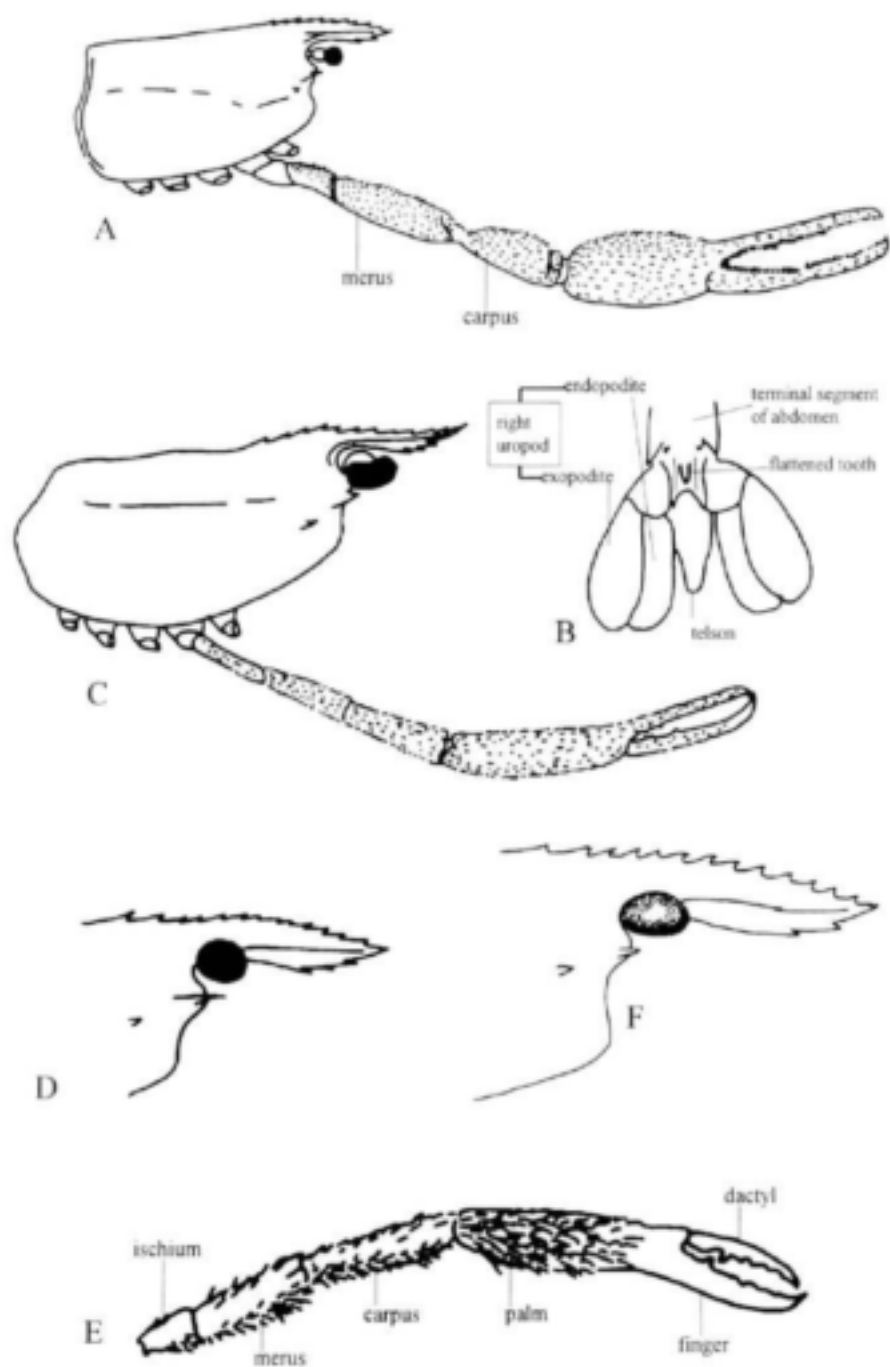 A
merus
carpus
endopodite
right
uropod
exopodite
terminal segment
of abdomen
flattened tooth
telson
B
C
D
F
ischium
merus
carpus
palm
dactyl
finger
E